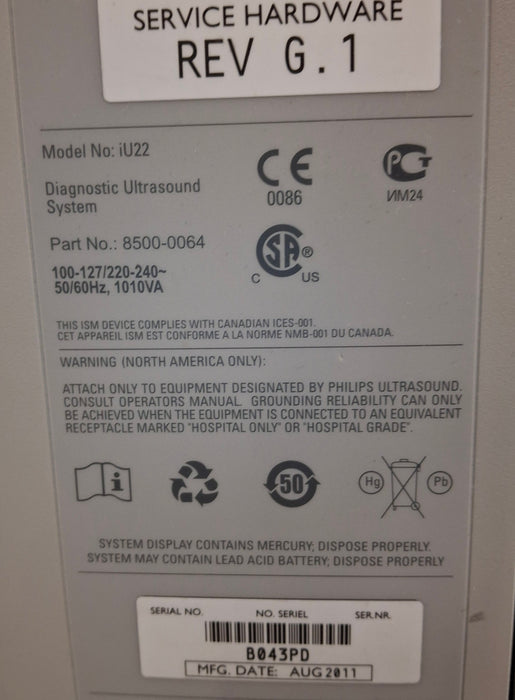 SERVICE HARDWARE
REV G.1
Model No: iU22
Diagnostic Ultrasound
System
Part No.: 8500-0064
100-127/220-240~
50/60Hz, 1010VA
CE
0086
РСТ
ИМ24
SA®
C US
THIS ISM DEVICE COMPLIES WITH CANADIAN ICES-001.
CET APPAREIL ISM EST CONFORME A LA NORME NMB-001 DU CANADA.
WARNING (NORTH AMERICA ONLY):
ATTACH ONLY TO EQUIPMENT DESIGNATED BY PHILIPS ULTRASOUND.
CONSULT OPERATORS MANUAL. GROUNDING RELIABILITY CAN ONLY
BE ACHIEVED WHEN THE EQUIPMENT IS CONNECTED TO AN EQUIVALENT
RECEPTACLE MARKED "HOSPITAL ONLY" OR "HOSPITAL GRADE".
i
50
Hg
Pb
SYSTEM DISPLAY CONTAINS MERCURY; DISPOSE PROPERLY.
SYSTEM MAY CONTAIN LEAD ACID BATTERY; DISPOSE PROPERLY
SERIAL NO. NO. SERIEL SER.NR.
B043PD
MFG. DATE: AUG 2011